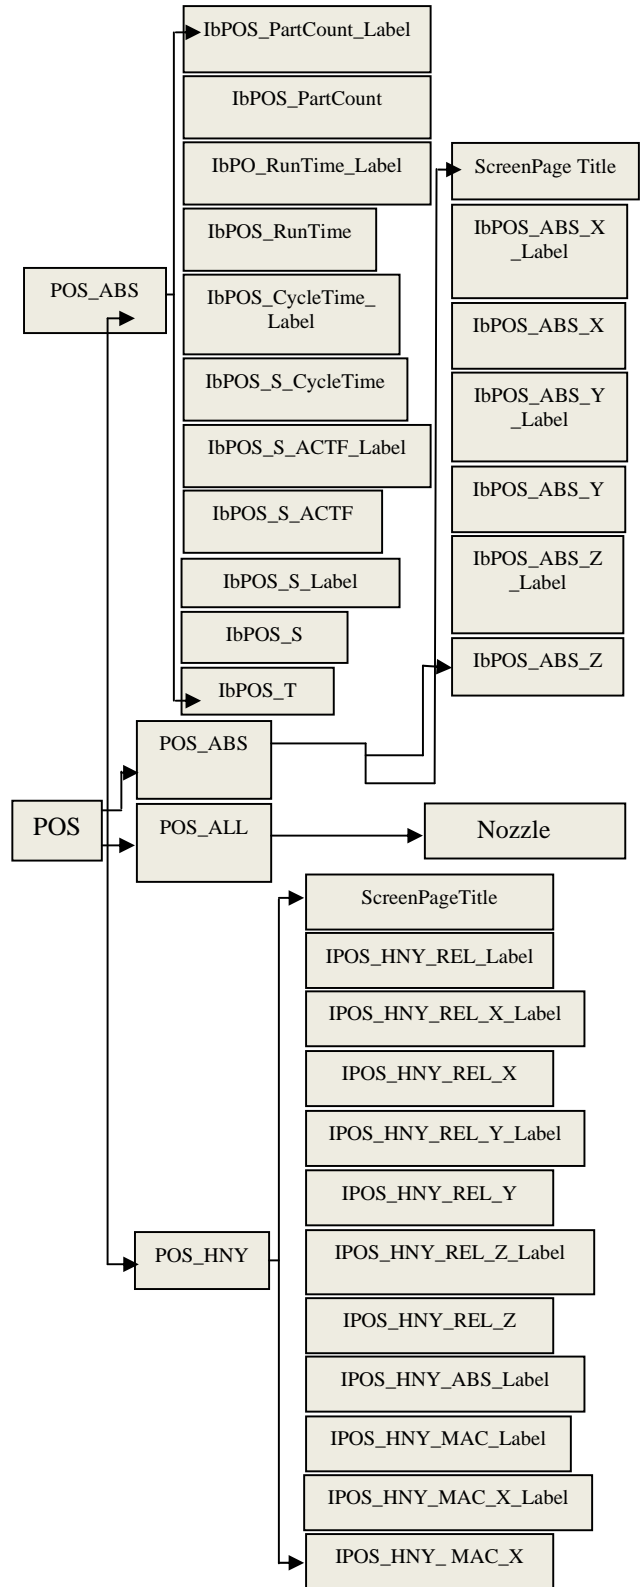 IbPOS_PartCount_Label
IbPOS_PartCount
IbPO_RunTime_Label
IbPOS_RunTime
IbPOS_CycleTime_
Label
IbPOS_S_CycleTime
IbPOS_S_ACTF_Label
IbPOS_S_ACTF
IbPOS_S_Label
IbPOS_S
IbPOS_T
ScreenPage Title
IbPOS_ABS_X
_Label
IbPOS_ABS_X
IbPOS_ABS_Y
_Label
IbPOS_ABS_Y
IbPOS_ABS_Z
_Label
IbPOS_ABS_Z
POS_ABS
POS_ABS
POS
POS_ALL
Nozzle
ScreenPageTitle
IPOS_HNY_REL_Label
IPOS_HNY_REL_X_Label
IPOS_HNY_REL_X
IPOS_HNY_REL_Y_Label
IPOS_HNY_REL_Y
POS_HNY
IPOS_HNY_REL_Z_Label
IPOS_HNY_REL_Z
IPOS_HNY_ABS_Label
IPOS_HNY_MAC_Label
IPOS_HNY_MAC_X_Label
IPOS_HNY_ MAC_X